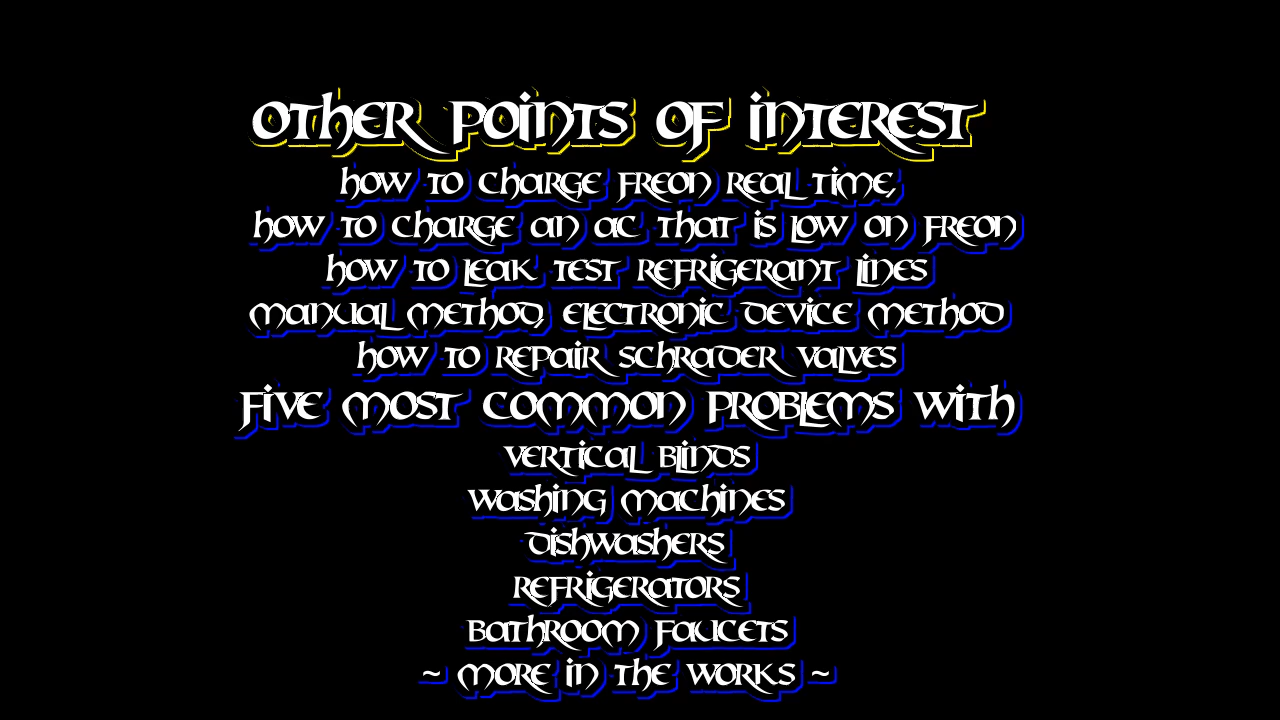 OTHER POINTS OF INTEREST
HOW TO CHARGE FREON REAL TIME,
HOW TO CHARGE AN AC THAT IS LOW ON FREON
HOW TO LEAK TEST REFRIGERANT LINES
MANUAL METHOD, ELECTRONIC DEVICE METHOD
HOW TO REPAIR SCHRADER VALVES
FIVE MOST COMMON PROBLEMS WITH
VERTICAL BLINDS
WASHING MACHINES
DISHWASHERS
REFRIGERATORS
BATHROOM FAUCETS
~ MORE IN THE WORKS ~